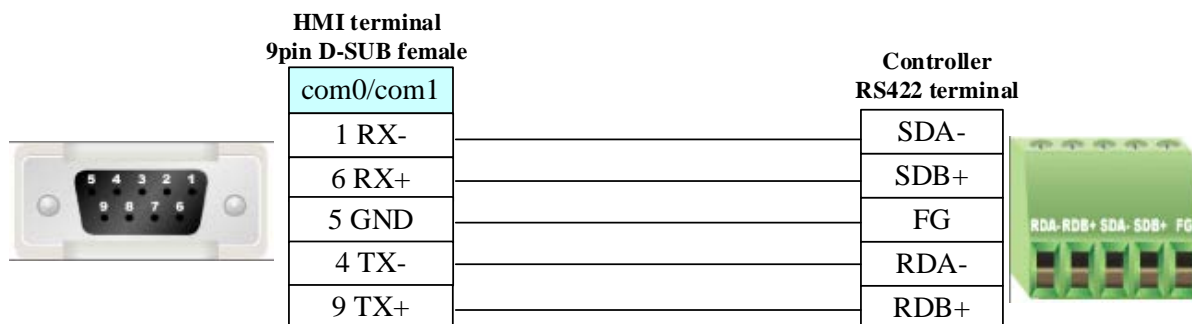 HMI terminal
9pin D-SUB female
com0/com1
1 RX-
6 RX+
5 GND
4 TX-
9 TX+
Controller
RS422 terminal
SDA-
SDB+
FG
RDA-
RDB+
5 4 3 2 1
9 8 7 6
RDA- RDB+ SDA- SDB+ FG